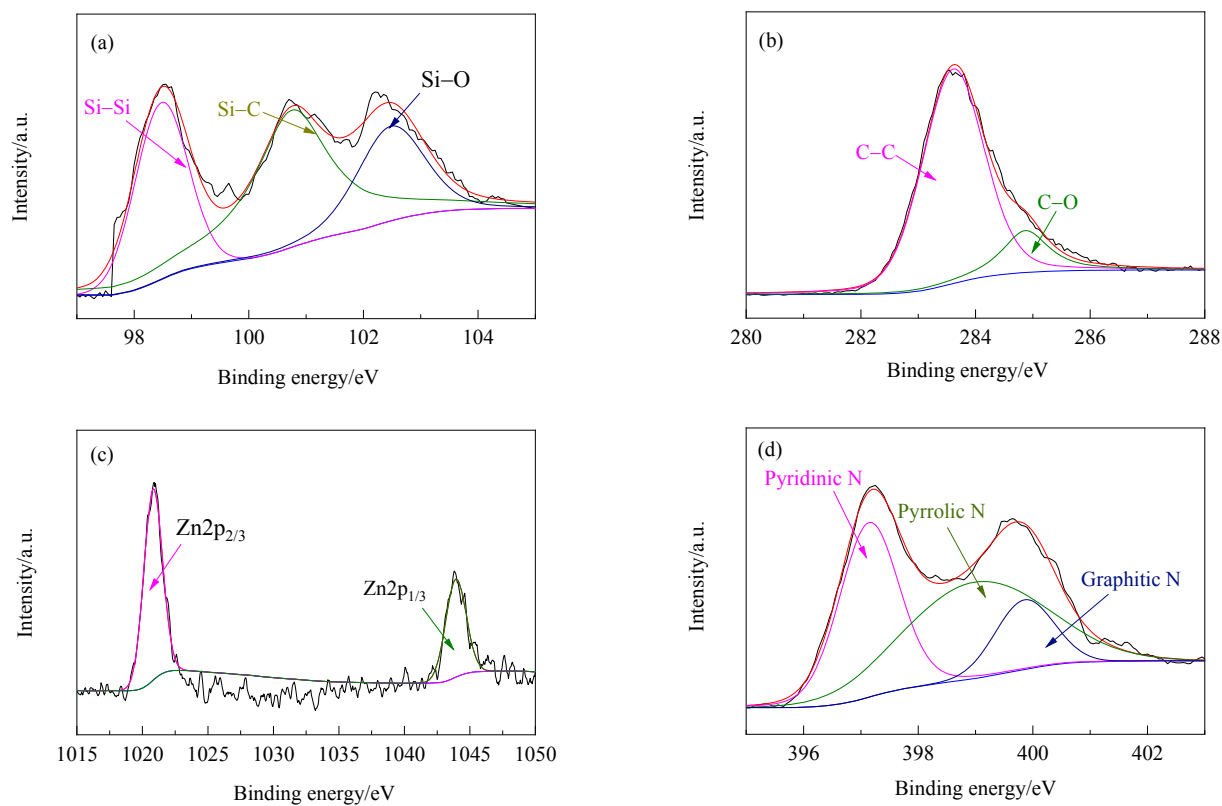 (a)
Si–Si
Si–C
Si–O
Intensity/a.u.
98 100 102 104
Binding energy/eV
(b)
C–C
C–O
Intensity/a.u.
280 282 284 286 288
Binding energy/eV
(c)
Zn2p2/3
Zn2p1/3
Intensity/a.u.
1015 1020 1025 1030 1035 1040 1045 1050
Binding energy/eV
(d)
Pyridinic N
Pyrrolic N
Graphitic N
Intensity/a.u.
396 398 400 402
Binding energy/eV